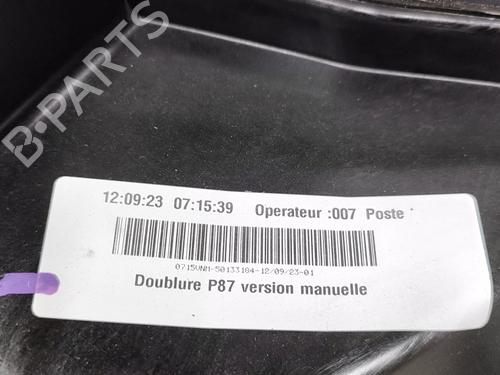 B-PARTS
12:09:23 07:15:39 Operateur :007 Poste
0715VNM-50133184-12/09/23-01
Doublure P87 version manuelle